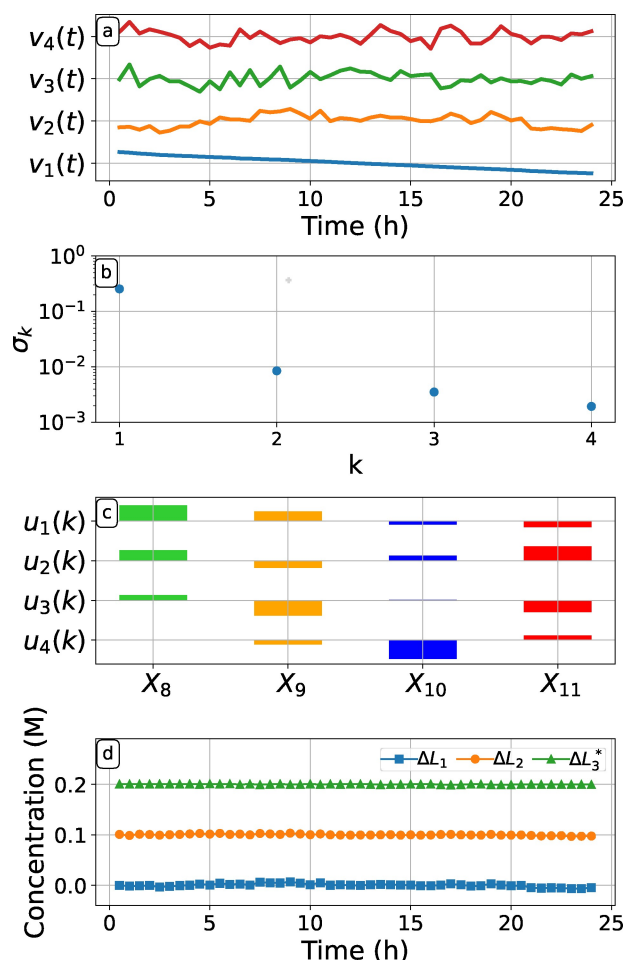 a
v₄(t)
v₃(t)
v₂(t)
v₁(t)
0 5 10 15 20 25
Time (h)
b
10⁰
10⁻¹
10⁻²
10⁻³
σₖ
1 2 3 4
k
c
u₁(k)
u₂(k)
u₃(k)
u₄(k)
X₈ X₉ X₁₀ X₁₁
d
ΔL₁ ΔL₂ ΔL₃*
Concentration (M)
0.2
0.1
0.0
0 5 10 15 20 25
Time (h)